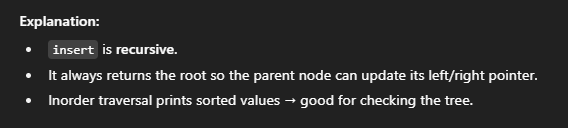 Explanation:
• insert is recursive.
• It always returns the root so the parent node can update its left/right pointer.
• Inorder traversal prints sorted values → good for checking the tree.